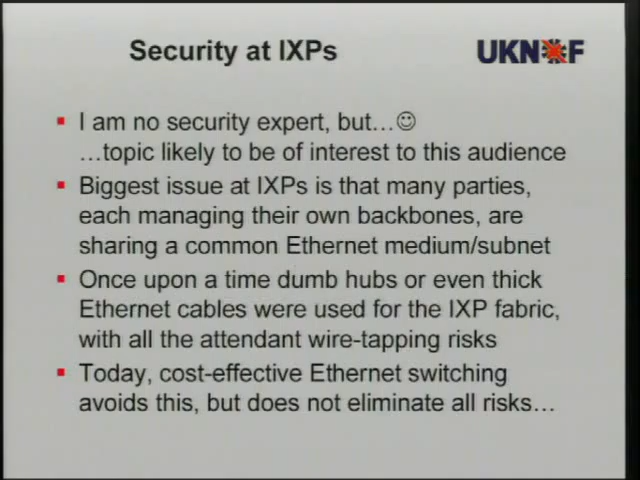 Security at IXPs
UKNOF
I am no security expert, but…☺
…topic likely to be of interest to this audience
Biggest issue at IXPs is that many parties,
each managing their own backbones, are
sharing a common Ethernet medium/subnet
Once upon a time dumb hubs or even thick
Ethernet cables were used for the IXP fabric,
with all the attendant wire-tapping risks
Today, cost-effective Ethernet switching
avoids this, but does not eliminate all risks…